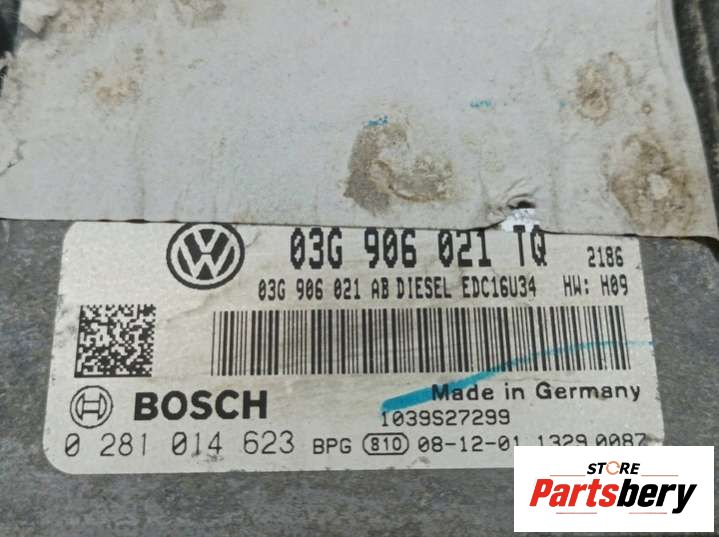 03G 906 021 TQ 2186
03G 906 021 AB DIESEL EDC16U34 HW: H09
BOSCH
Made in Germany
1039S27299
0 281 014 623 BPG 810 08-12-01 1329 0087
STORE
Partsbery